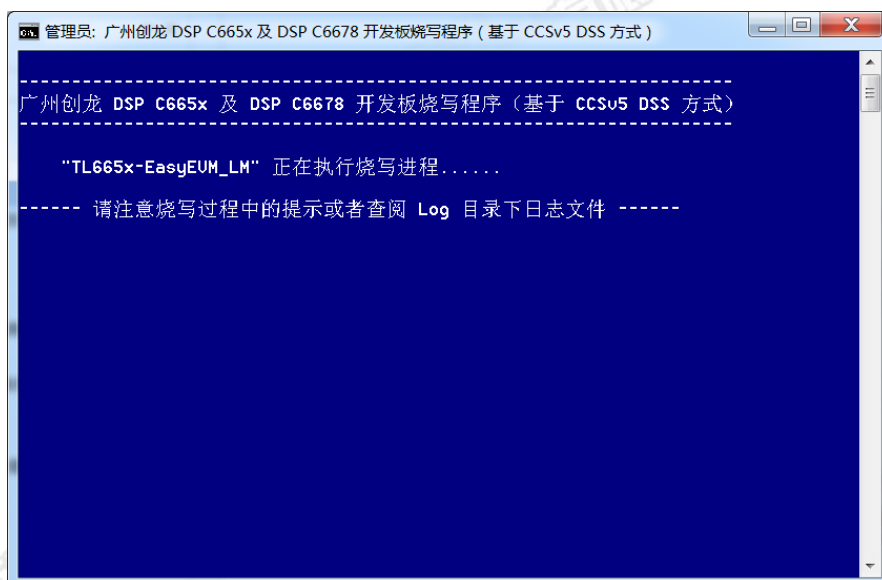 管理员: 广州创龙 DSP C665x 及 DSP C6678 开发板烧写程序 ( 基于 CCSv5 DSS 方式 )
------------------------------------------------------------------
广州创龙 DSP C665x 及 DSP C6678 开发板烧写程序（基于 CCSv5 DSS 方式）
------------------------------------------------------------------
"TL665x-EasyEVM_LM" 正在执行烧写进程......
------ 请注意烧写过程中的提示或者查阅 Log 目录下日志文件 ------